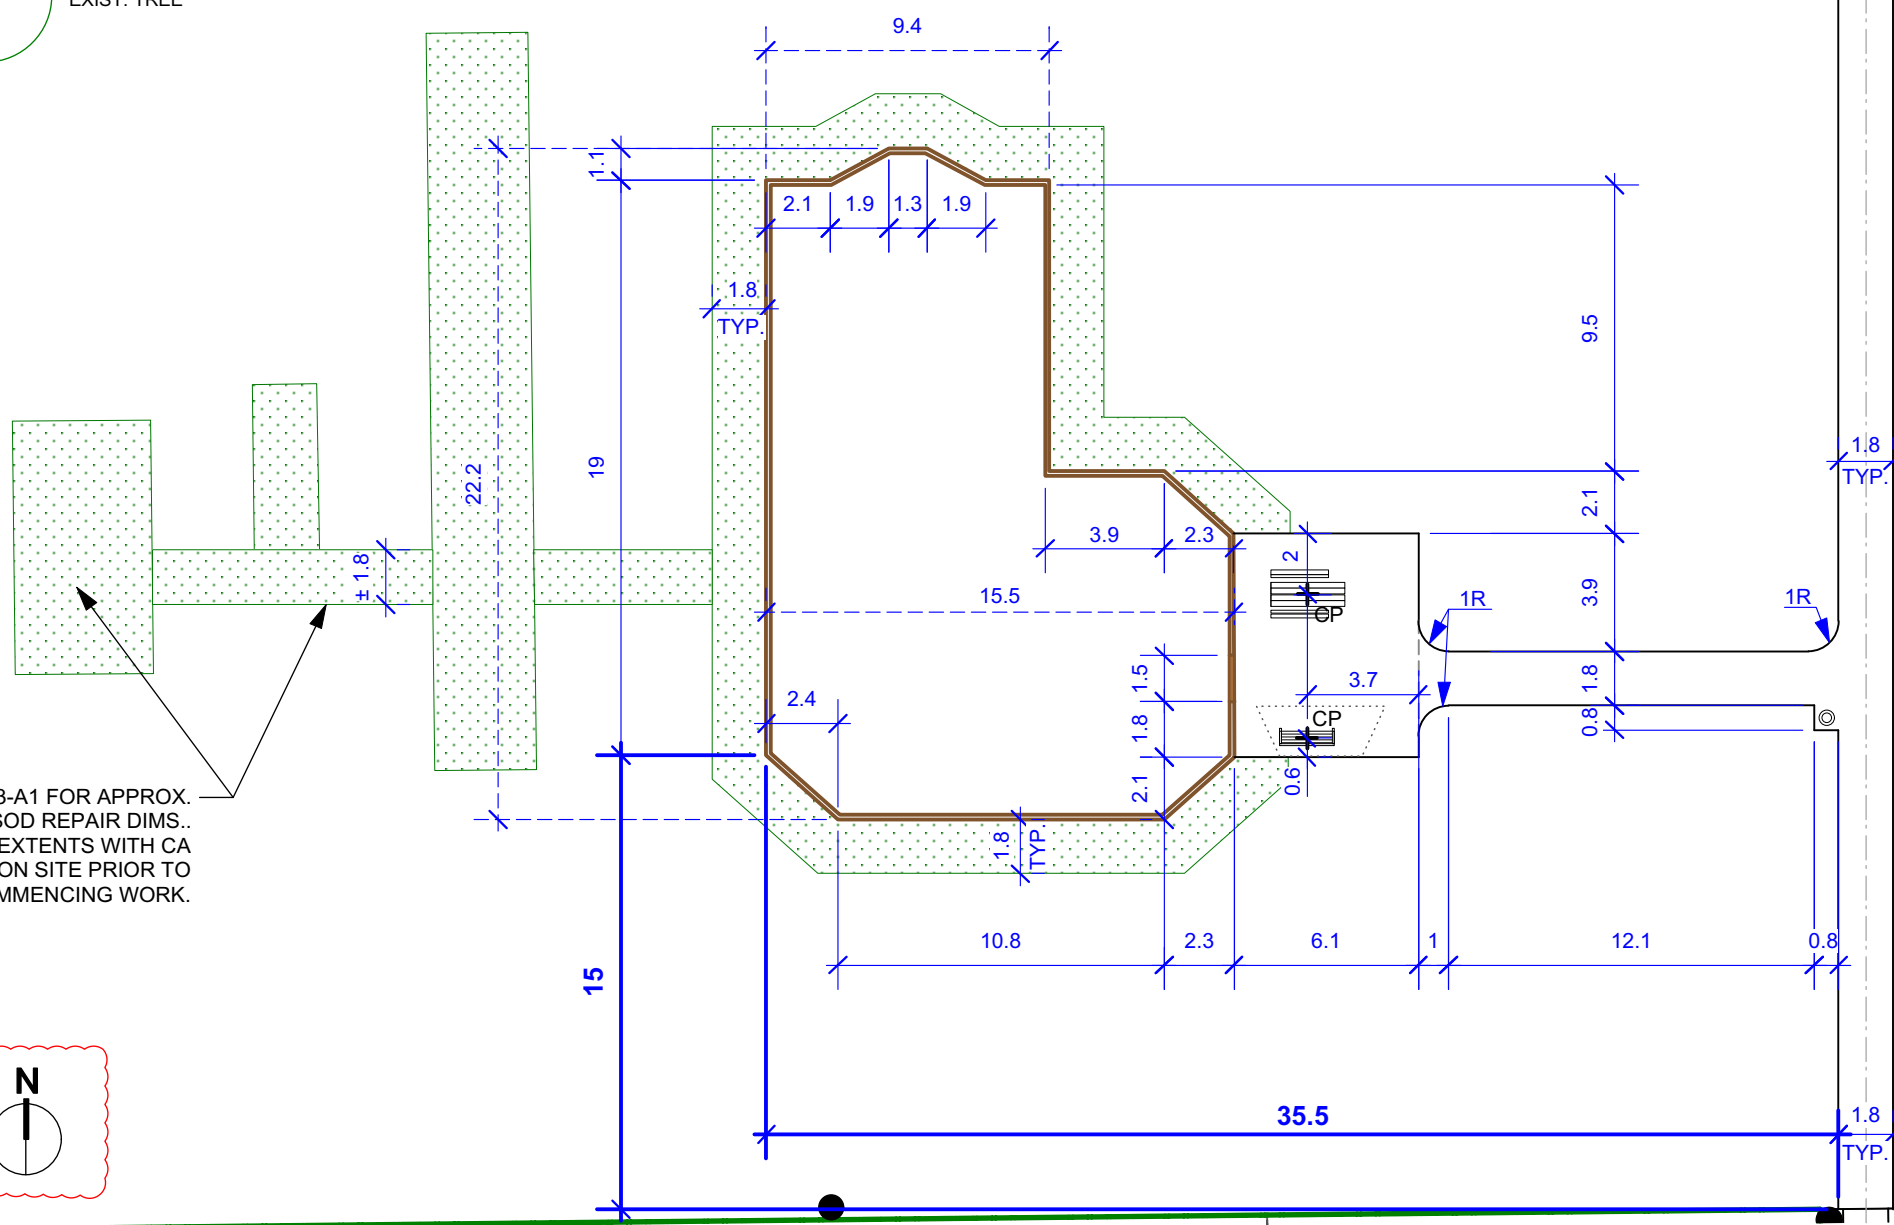 EXIST. TREE
9.4
1.1
2.1
1.9
1.3
1.9
1.8
TYP.
9.5
19
22.2
1.8
TYP.
2.1
3.9
2.3
2
± 1.8
15.5
CP
3.9
1R
1R
1.5
3.7
1.8
2.4
1.8
CP
0.8
0.6
2.1
-A1 FOR APPROX.
SOD REPAIR DIMS..
EXTENTS WITH CA
ON SITE PRIOR TO
MMENCING WORK.
1.8
TYP.
10.8
2.3
6.1
1
12.1
0.8
15
N
35.5
1.8
TYP.